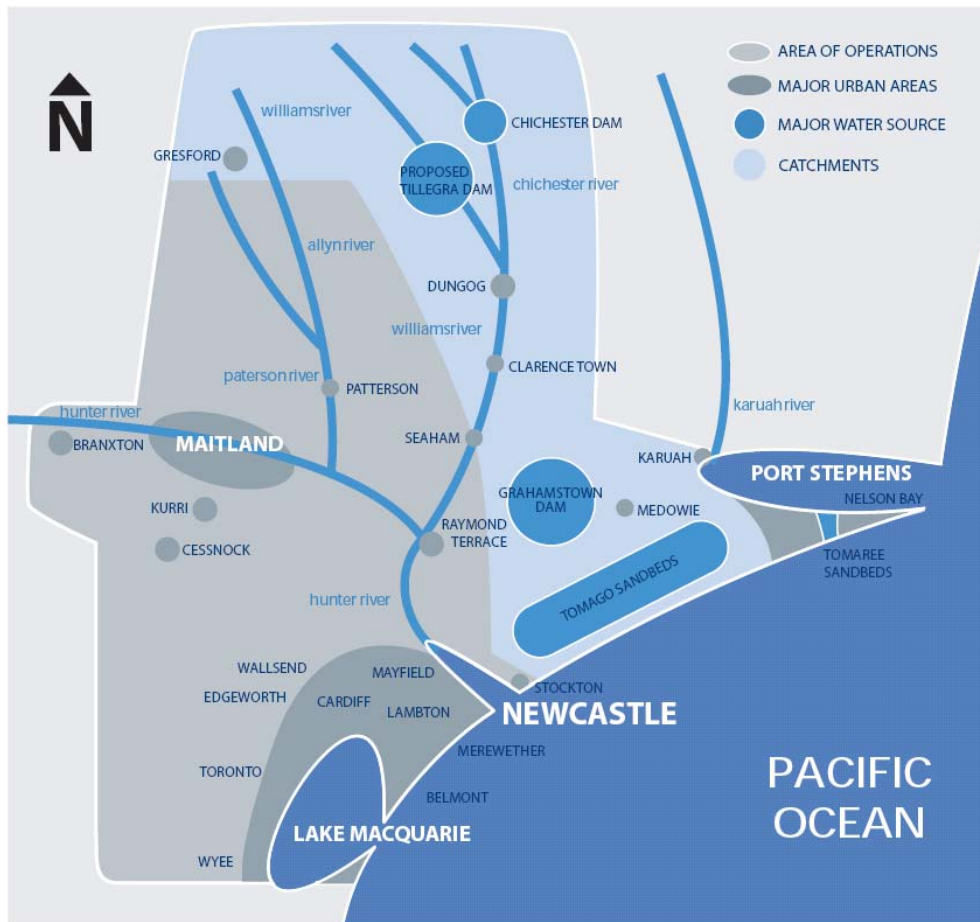 N
AREA OF OPERATIONS
MAJOR URBAN AREAS
MAJOR WATER SOURCE
CATCHMENTS
williamsriver
CHICHESTER DAM
GRESFORD
PROPOSED
TILLEGRA DAM
chichester river
allyn river
DUNGOG
williamsriver
CLARENCE TOWN
paterson river
PATTERSON
hunter river
karuah river
BRANXTON
MAITLAND
SEAHAM
KARUAH
PORT STEPHENS
NELSON BAY
GRAHAMSTOWN
DAM
KURRI
MEDOWIE
RAYMOND
TERRACE
CESSNOCK
TOMAREE
SANDBEDS
TOMAGO SANDBEDS
hunter river
WALLSEND
MAYFIELD
EDGEWORTH
CARDIFF
LAMBTON
STOCKTON
NEWCASTLE
MEREWETHER
TORONTO
BELMONT
PACIFIC
OCEAN
LAKE MACQUARIE
WYEE